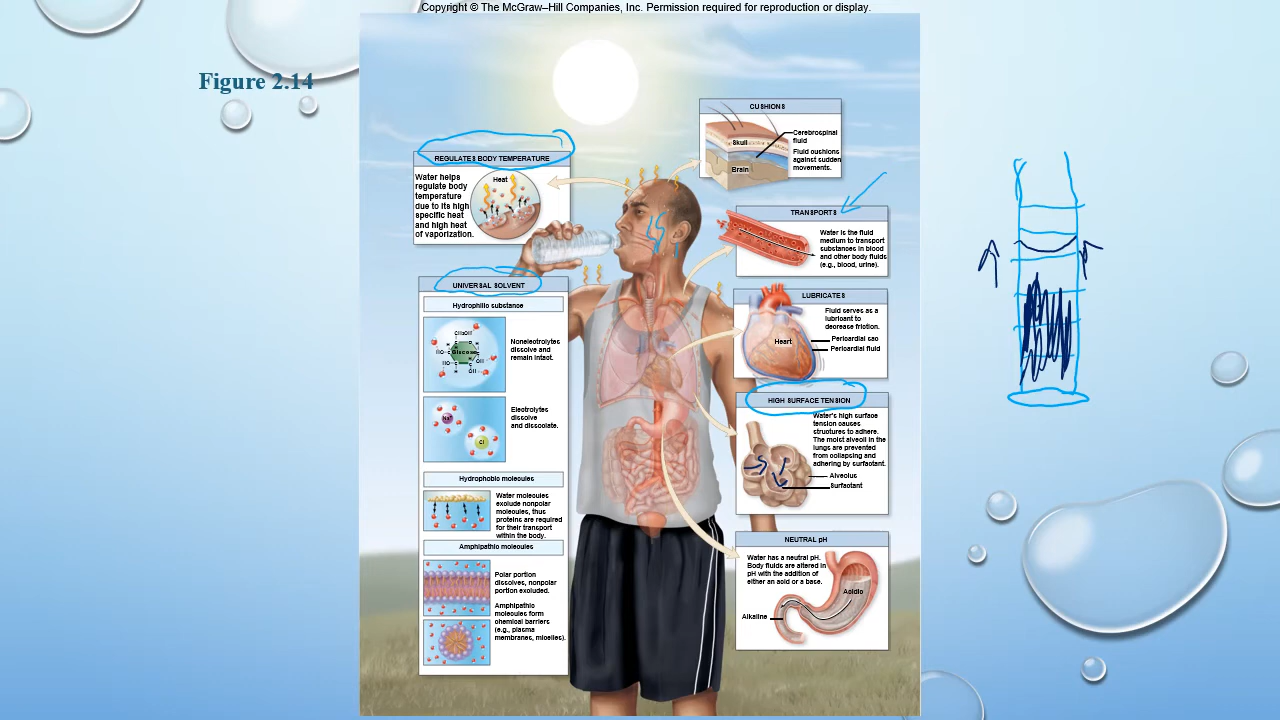 Copyright © The McGraw–Hill Companies, Inc. Permission required for reproduction or display.
Figure 2.14
REGULATES BODY TEMPERATURE
Water helps
regulate body
temperature
due to its high
specific heat
and high heat
of vaporization.
Heat
UNIVERSAL SOLVENT
Hydrophilic substance
CH₂OH
HO
Glucose
OH
HO
OH
Nonelectrolytes
dissolve and
remain intact.
Na⁺
Cl⁻
Electrolytes
dissolve
and dissociate.
Hydrophobic molecules
Water molecules
exclude nonpolar
molecules, thus
proteins are required
for their transport
within the body.
Amphipathic molecules
Polar portion
dissolves, nonpolar
portion excluded.
Amphipathic
molecules form
chemical barriers
(e.g., plasma
membranes, micelles).
CUSHIONS
Skull
Brain
Cerebrospinal
fluid
Fluid cushions
against sudden
movements.
TRANSPORTS
Water is the fluid
medium to transport
substances in blood
and other body fluids
(e.g., blood, urine).
LUBRICATES
Heart
Fluid serves as a
lubricant to
decrease friction.
Pericardial sac
Pericardial fluid
HIGH SURFACE TENSION
Water's high surface
tension causes
structures to adhere.
The moist alveoli in the
lungs are prevented
from collapsing and
adhering by surfactant.
Alveolus
Surfactant
NEUTRAL pH
Water has a neutral pH.
Body fluids are altered in
pH with the addition of
either an acid or a base.
Acidic
Alkaline